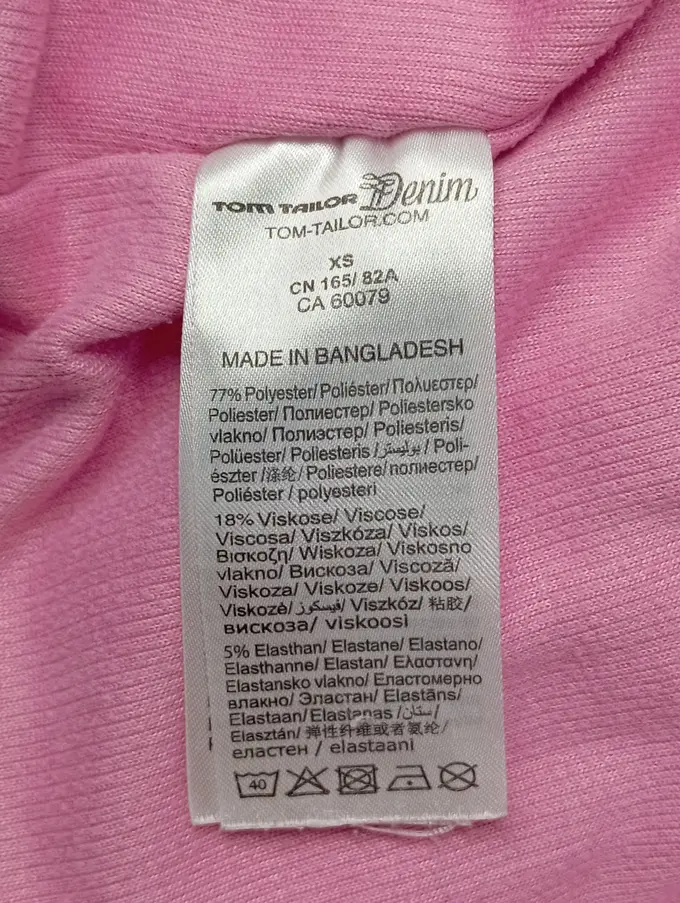 TOM TAILOR Denim
TOM-TAILOR.COM
XS
CN 165/ 82A
CA 60079
MADE IN BANGLADESH
77% Polyester/ Poliéster/ Πολυεστερ/
Poliester/ Полиестер/ Poliestersko
vlakno/ Полиэстер/ Poliesteris/
Polüester/ Poliesteris /بوليستر/ Poli-
észter /涤纶/ Poliestere/полиестер/
Poliéster / polyesteri
18% Viskose/ Viscose/
Viscosa/ Viszkóza/ Viskos/
Βισκοζη/ Wiskoza/ Viskosno
vlakno/ Вискоза/ Viscoză/
Viskoza/ Viskoze/ Viskoos/
Viskozė/ فيسكوز/ Viszkóz/ 粘胶/
вискоза/ viskoosi
5% Elasthan/ Elastane/ Elastano/
Elasthanne/ Elastan/ Ελαστανη/
Elastansko vlakno/ Еластомерно
влакно/ Эластан/ Elastāns/
Elastaan/ Elastanas /ستان/
Elasztán/ 弹性纤维或者氨纶/
еластен / elastaani
40